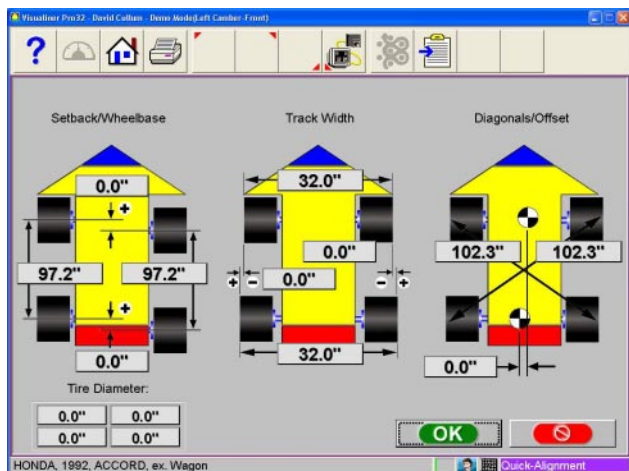 Visualiner Pro32 - David Cullum - Demo Mode(Left Camber-Front)
?
Setback/Wheelbase
Track Width
Diagonals/Offset
0.0"
97.2"
97.2"
0.0"
32.0"
0.0"
0.0"
32.0"
102.3"
102.3"
0.0"
Tire Diameter:
0.0" 0.0"
0.0" 0.0"
OK
HONDA, 1992, ACCORD, ex. Wagon
Quick-Alignment